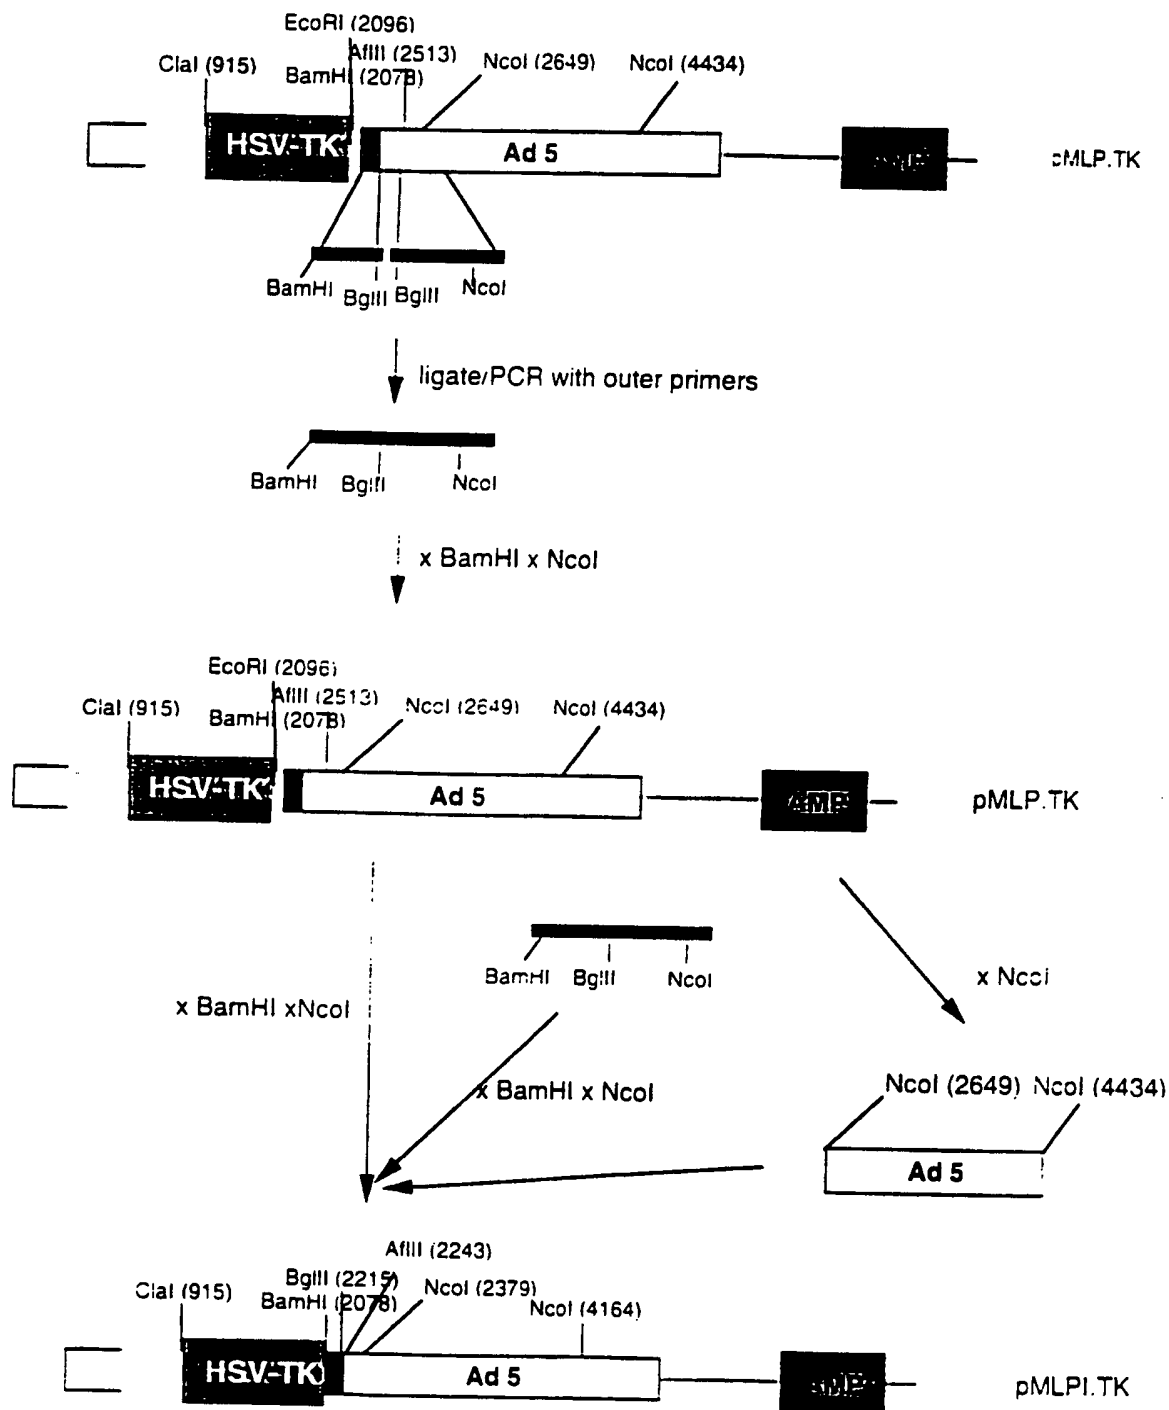 EcoRI (2096)
AflII (2513)
ClaI (915)
BamHI (2078)
NcoI (2649)
NcoI (4434)
HSV-TK
Ad 5
AMP
pMLP.TK
BamHI
BglII
BglII
NcoI
ligate/PCR with outer primers
BamHI
BglII
NcoI
x BamHI x NcoI
EcoRI (2096)
AflII (2513)
ClaI (915)
BamHI (2078)
NcoI (2649)
NcoI (4434)
HSV-TK
Ad 5
AMP
pMLP.TK
BamHI
BglII
NcoI
x NcoI
x BamHI xNcoI
x BamHI x NcoI
NcoI (2649)
NcoI (4434)
Ad 5
AflII (2243)
BglII (2215)
ClaI (915)
BamHI (2078)
NcoI (2379)
NcoI (4164)
HSV-TK
Ad 5
AMP
pMLPI.TK